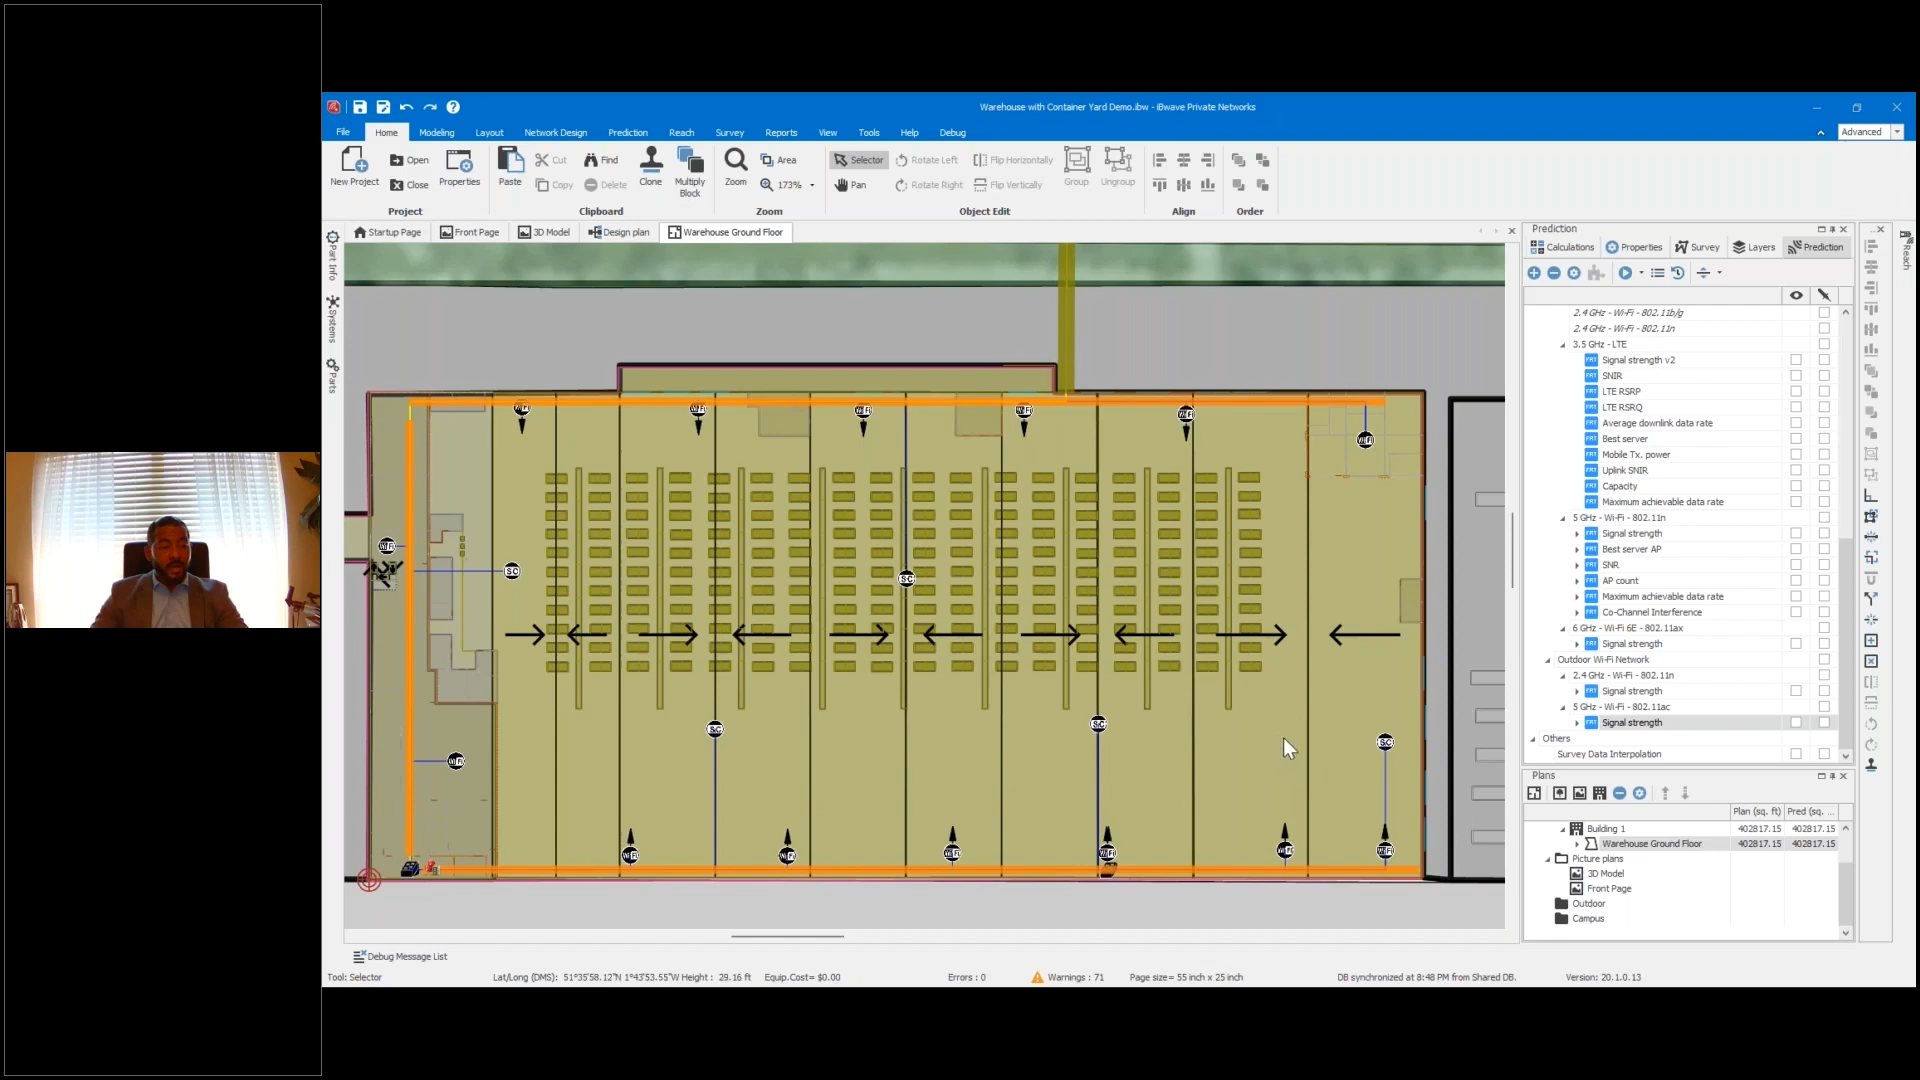 Warehouse with Container Yard Demo.ibw - iBwave Private Networks
File Home Modeling Layout Network Design Prediction Reach Survey Reports View Tools Help Debug
Advanced
New Project
Open
Close
Properties
Project
Paste
Cut
Copy
Find
Delete
Clone
Multiply Block
Clipboard
Zoom
Area
173%
Zoom
Selector
Pan
Rotate Left
Rotate Right
Flip Horizontally
Flip Vertically
Group
Ungroup
Object Edit
Align
Order
Startup Page
Front Page
3D Model
Design plan
Warehouse Ground Floor
Part Info
Systems
Parts
Prediction
Calculations
Properties
Survey
Layers
Prediction
Reach
2.4 GHz - Wi-Fi - 802.11b/g
2.4 GHz - Wi-Fi - 802.11n
3.5 GHz - LTE
Signal strength v2
SNIR
LTE RSRP
LTE RSRQ
Average downlink data rate
Best server
Mobile Tx. power
Uplink SNIR
Capacity
Maximum achievable data rate
5 GHz - Wi-Fi - 802.11n
Signal strength
Best server AP
SNR
AP count
Maximum achievable data rate
Co-Channel Interference
6 GHz - Wi-Fi 6E - 802.11ax
Signal strength
Outdoor Wi-Fi Network
2.4 GHz - Wi-Fi - 802.11n
Signal strength
5 GHz - Wi-Fi - 802.11ac
Signal strength
Others
Survey Data Interpolation
Plans
Plan (sq. ft) Pred (sq. ...
Building 1 402817.15 402817.15
Warehouse Ground Floor 402817.15 402817.15
Picture plans
3D Model
Front Page
Outdoor
Campus
Debug Message List
Tool: Selector Lat/Long (DMS): 51°35'58.12"N 1°43'53.55"W Height : 29.16 ft Equip.Cost= $0.00 Errors : 0 Warnings : 71 Page size= 55 inch x 25 inch DB synchronized at 8:48 PM from Shared DB. Version: 20.1.0.13